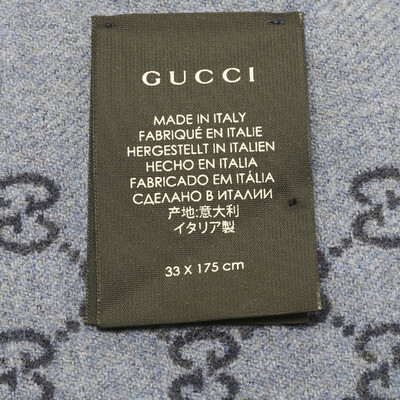 GUCCI
MADE IN ITALY
FABRIQUÉ EN ITALIE
HERGESTELLT IN ITALIEN
HECHO EN ITALIA
FABRICADO EM ITÁLIA
СДЕЛАНО В ИТАЛИИ
产地:意大利
イタリア製
33 X 175 cm